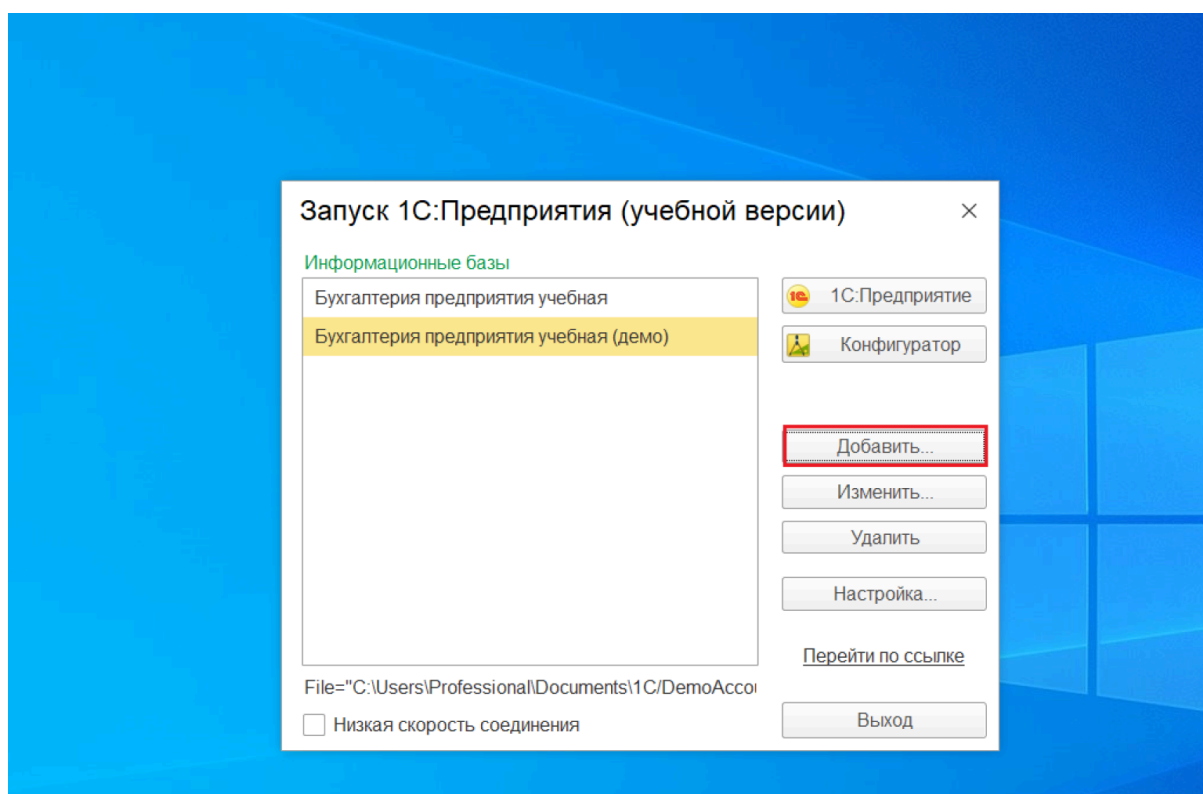 Запуск 1С:Предприятия (учебной версии)
Информационные базы
Бухгалтерия предприятия учебная
Бухгалтерия предприятия учебная (демо)
1С:Предприятие
Конфигуратор
Добавить...
Изменить...
Удалить
Настройка...
Перейти по ссылке
File="C:\Users\Professional\Documents\1C/DemoAccou
Низкая скорость соединения
Выход